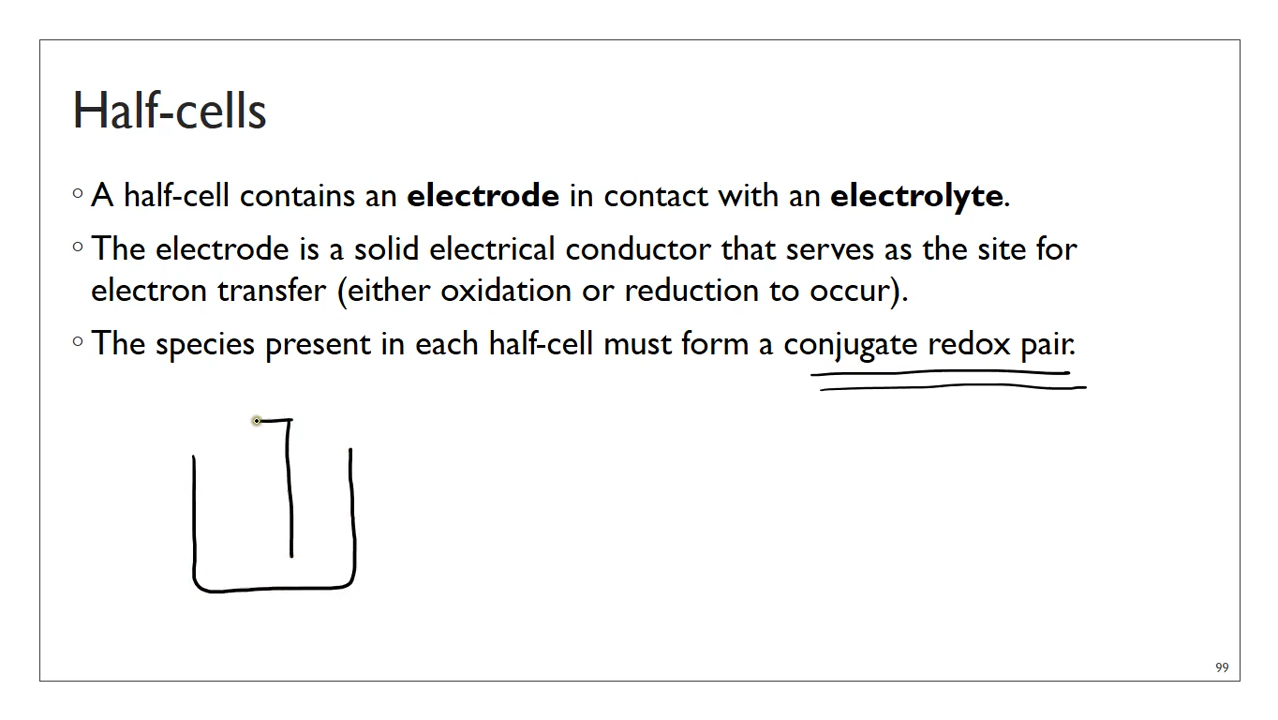 Half-cells
◦ A half-cell contains an electrode in contact with an electrolyte.
◦ The electrode is a solid electrical conductor that serves as the site for
electron transfer (either oxidation or reduction to occur).
◦ The species present in each half-cell must form a conjugate redox pair.
99